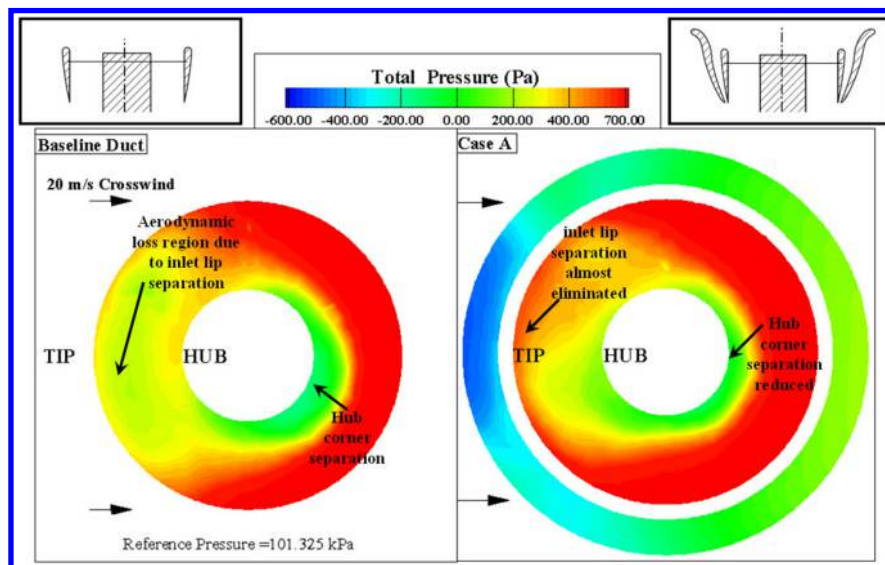 Total Pressure (Pa)
-600.00 -400.00 -200.00 0.00 200.00 400.00 700.00
Baseline Duct
20 m/s Crosswind
Aerodynamic
loss region due
to inlet lip
separation
TIP
HUB
Hub
corner
separation
Reference Pressure =101.325 kPa
Case A
inlet lip
separation
almost
eliminated
TIP
HUB
Hub
corner
separation
reduced